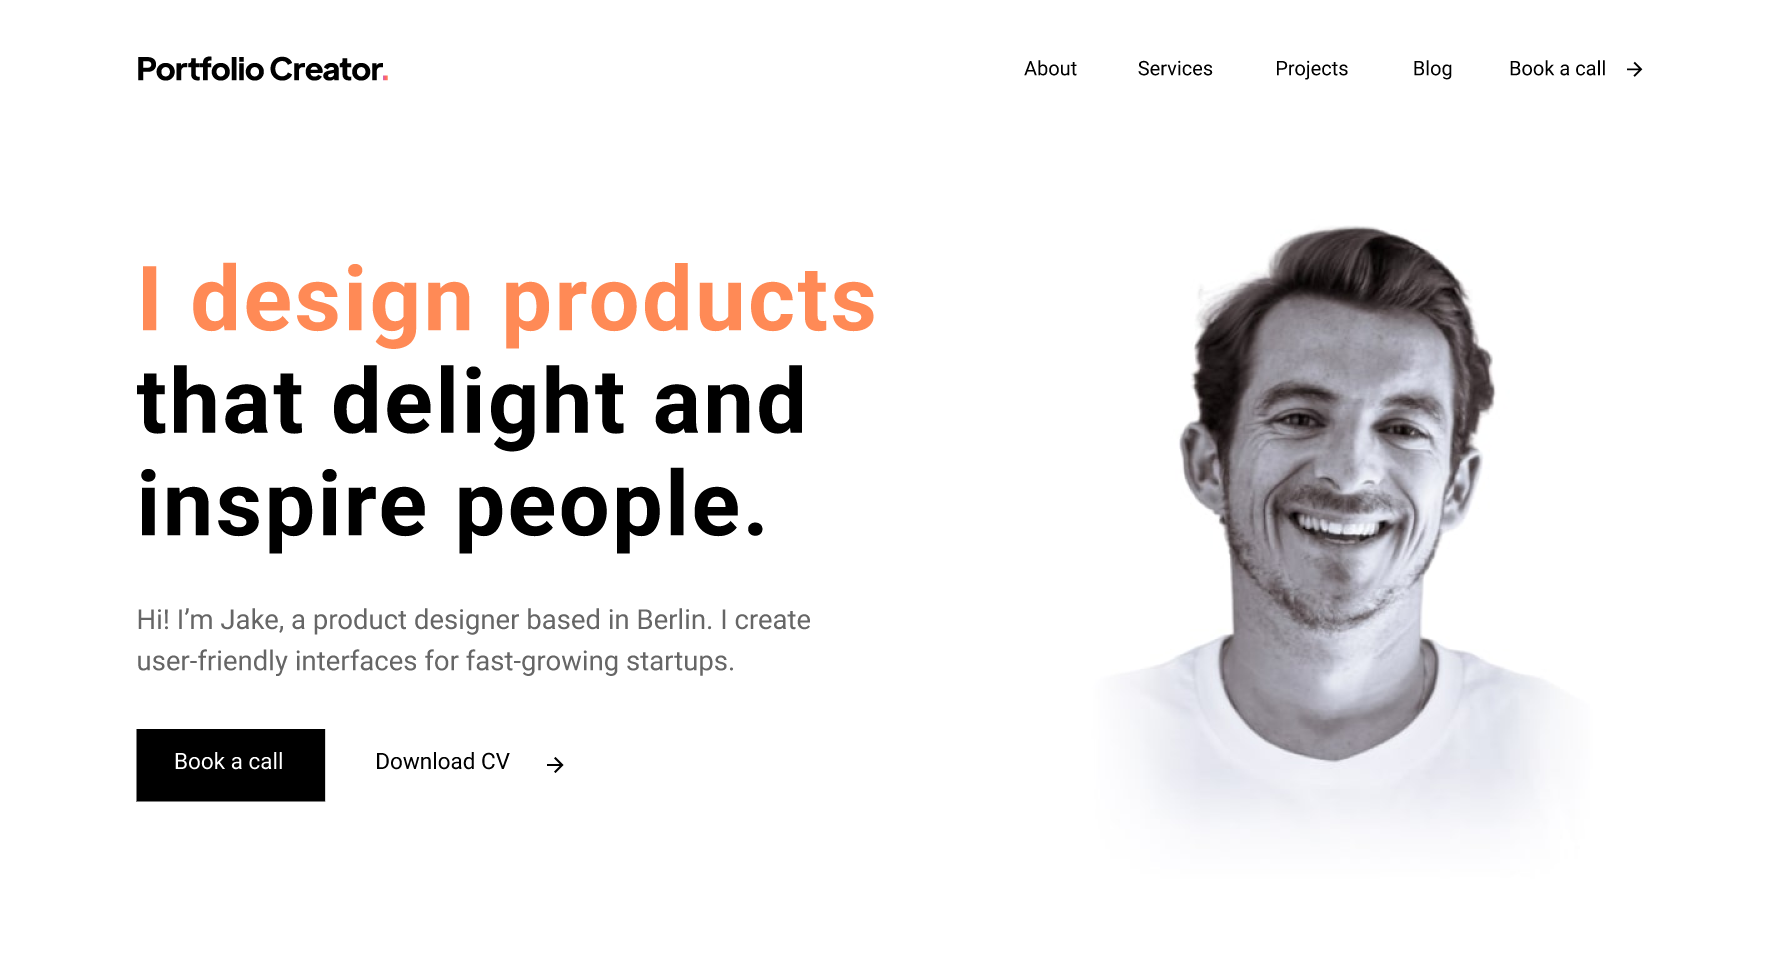 Portfolio Creator.
About Services Projects Blog Book a call
I design products
that delight and
inspire people.
Hi! I’m Jake, a product designer based in Berlin. I create
user-friendly interfaces for fast-growing startups.
Book a call Download CV